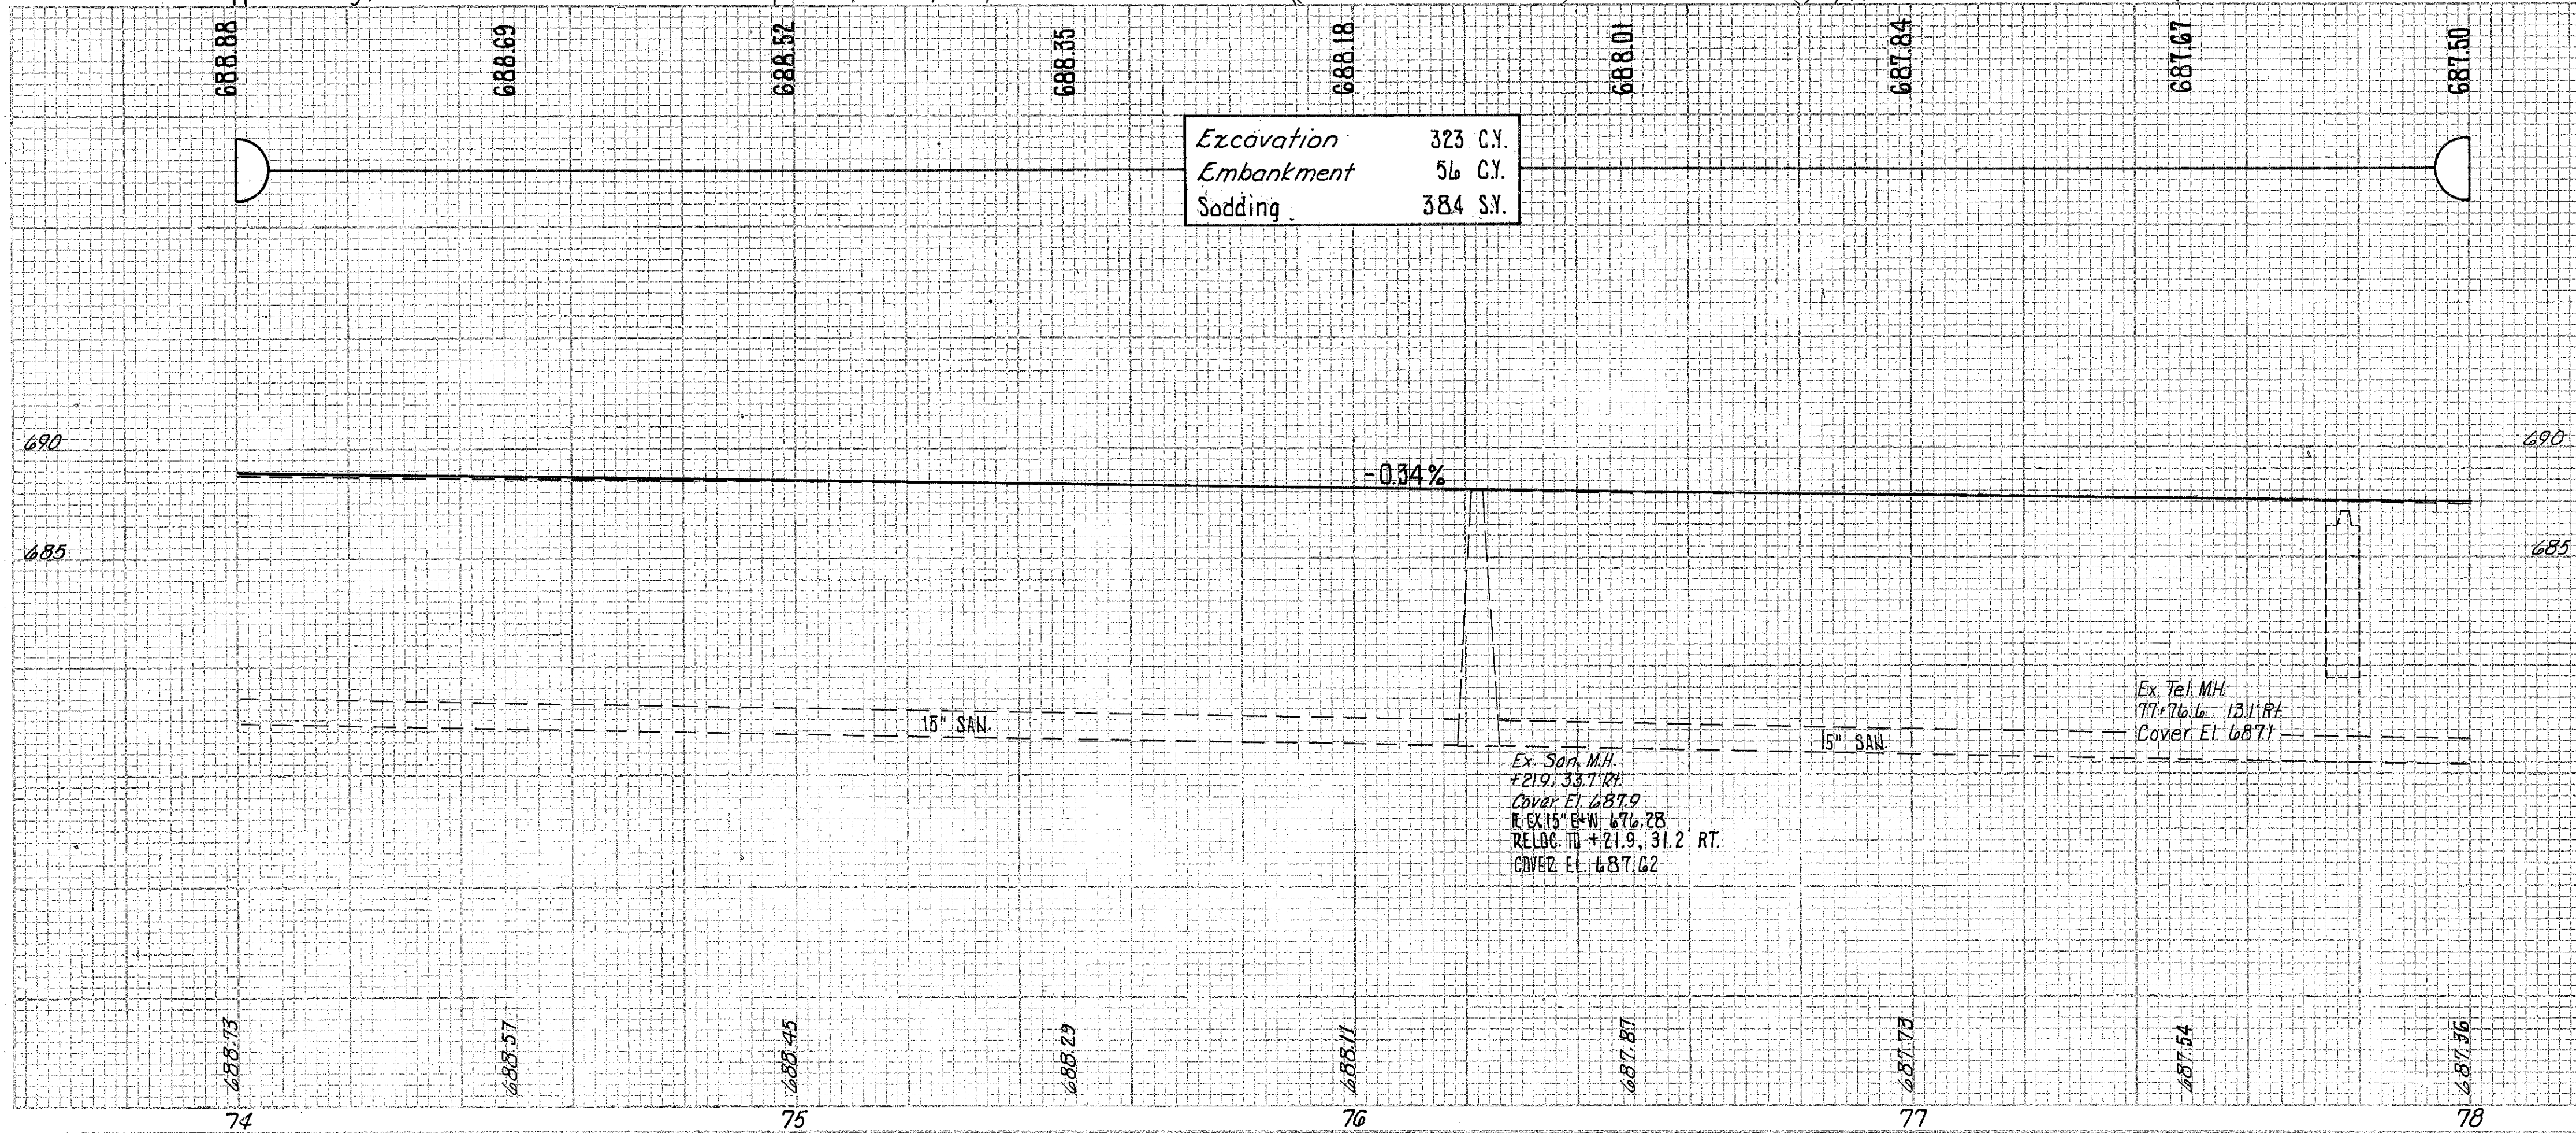 688.88 688.69 688.52 688.35 688.18 688.01 687.84 687.67 687.50
Excavation 323 C.Y.
Embankment 56 C.Y.
Sodding 384 S.Y.
690 690
-0.34%
685 685
15" SAN.
15" SAN.
Ex. Tel. M.H.
77+76.6 13.1' Rt.
Cover El. 687.1
Ex. San. M.H.
+21.9, 33.7' Rt.
Cover El. 687.9
EX 15" E+W 676.28
RELOC. TO +21.9, 31.2' RT.
COVER EL. 687.62
688.73 688.57 688.45 688.29 688.11 687.87 687.73 687.54 687.36
74 75 76 77 78